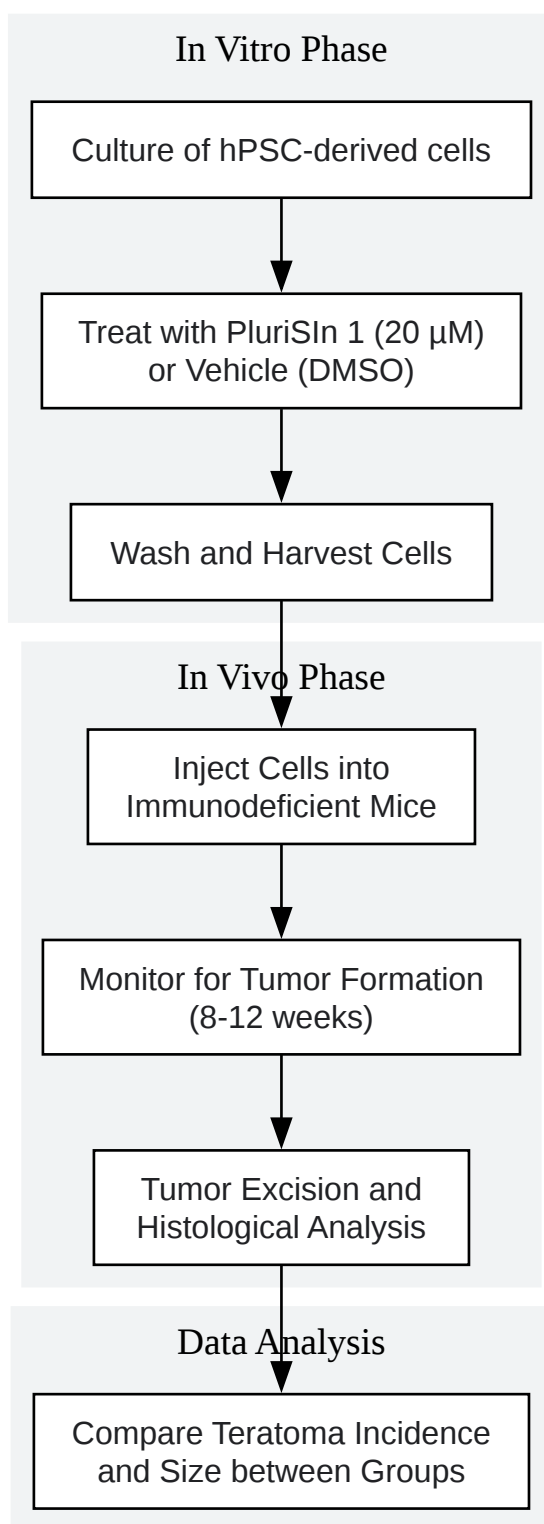 In Vitro Phase
Culture of hPSC-derived cells
Treat with PluriSIn 1 (20 µM)
or Vehicle (DMSO)
Wash and Harvest Cells
In Vivo Phase
Inject Cells into
Immunodeficient Mice
Monitor for Tumor Formation
(8-12 weeks)
Tumor Excision and
Histological Analysis
Data Analysis
Compare Teratoma Incidence
and Size between Groups